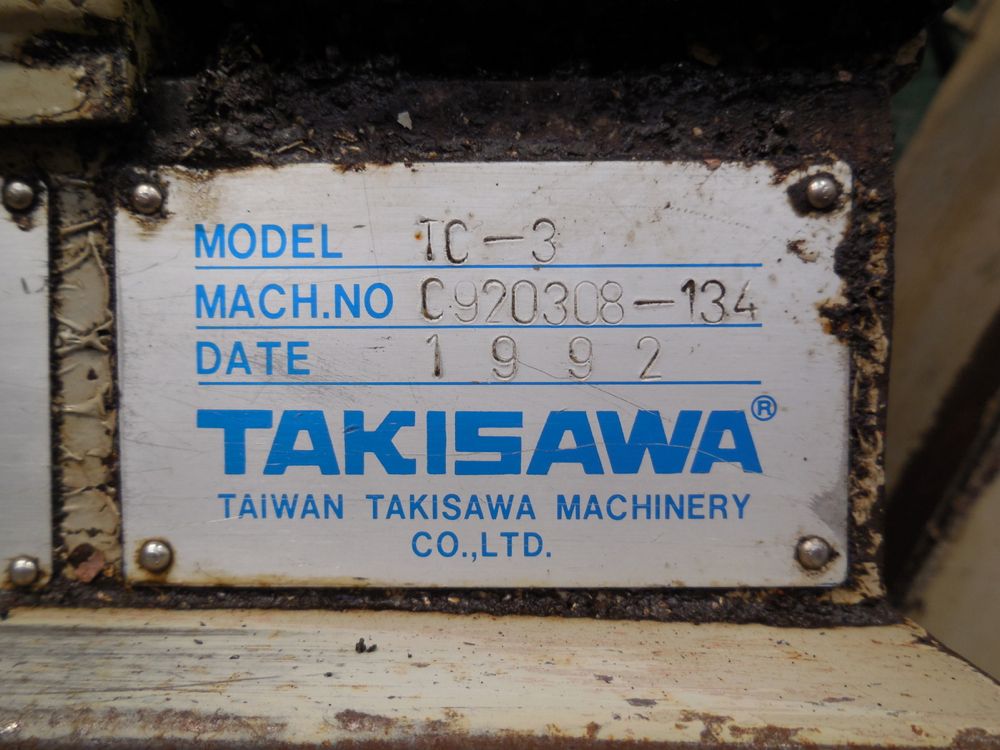 MODEL TC-3
MACH.NO C920308-134
DATE 1992
TAKISAWA®
TAIWAN TAKISAWA MACHINERY
CO.,LTD.